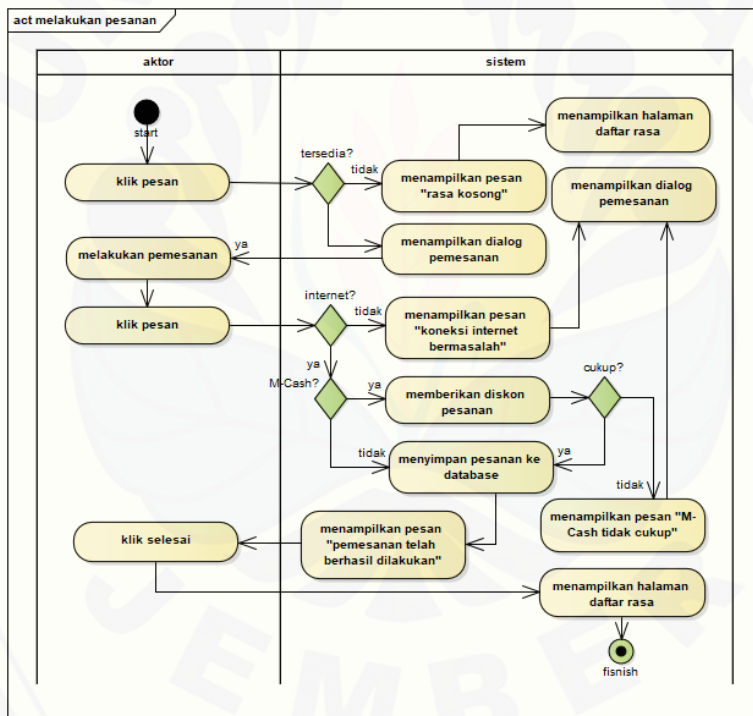 act melakukan pesanan
aktor
sistem
start
klik pesan
tersedia?
tidak
menampilkan pesan
"rasa kosong"
menampilkan halaman
daftar rasa
menampilkan dialog
pemesanan
menampilkan dialog
pemesanan
ya
melakukan pemesanan
klik pesan
internet?
tidak
menampilkan pesan
"koneksi internet
bermasalah"
ya
M-Cash?
ya
memberikan diskon
pesanan
cukup?
tidak
menyimpan pesanan ke
database
ya
tidak
menampilkan pesan "M-
Cash tidak cukup"
menampilkan pesan
"pemesanan telah
berhasil dilakukan"
klik selesai
menampilkan halaman
daftar rasa
fisnish
JEMBER